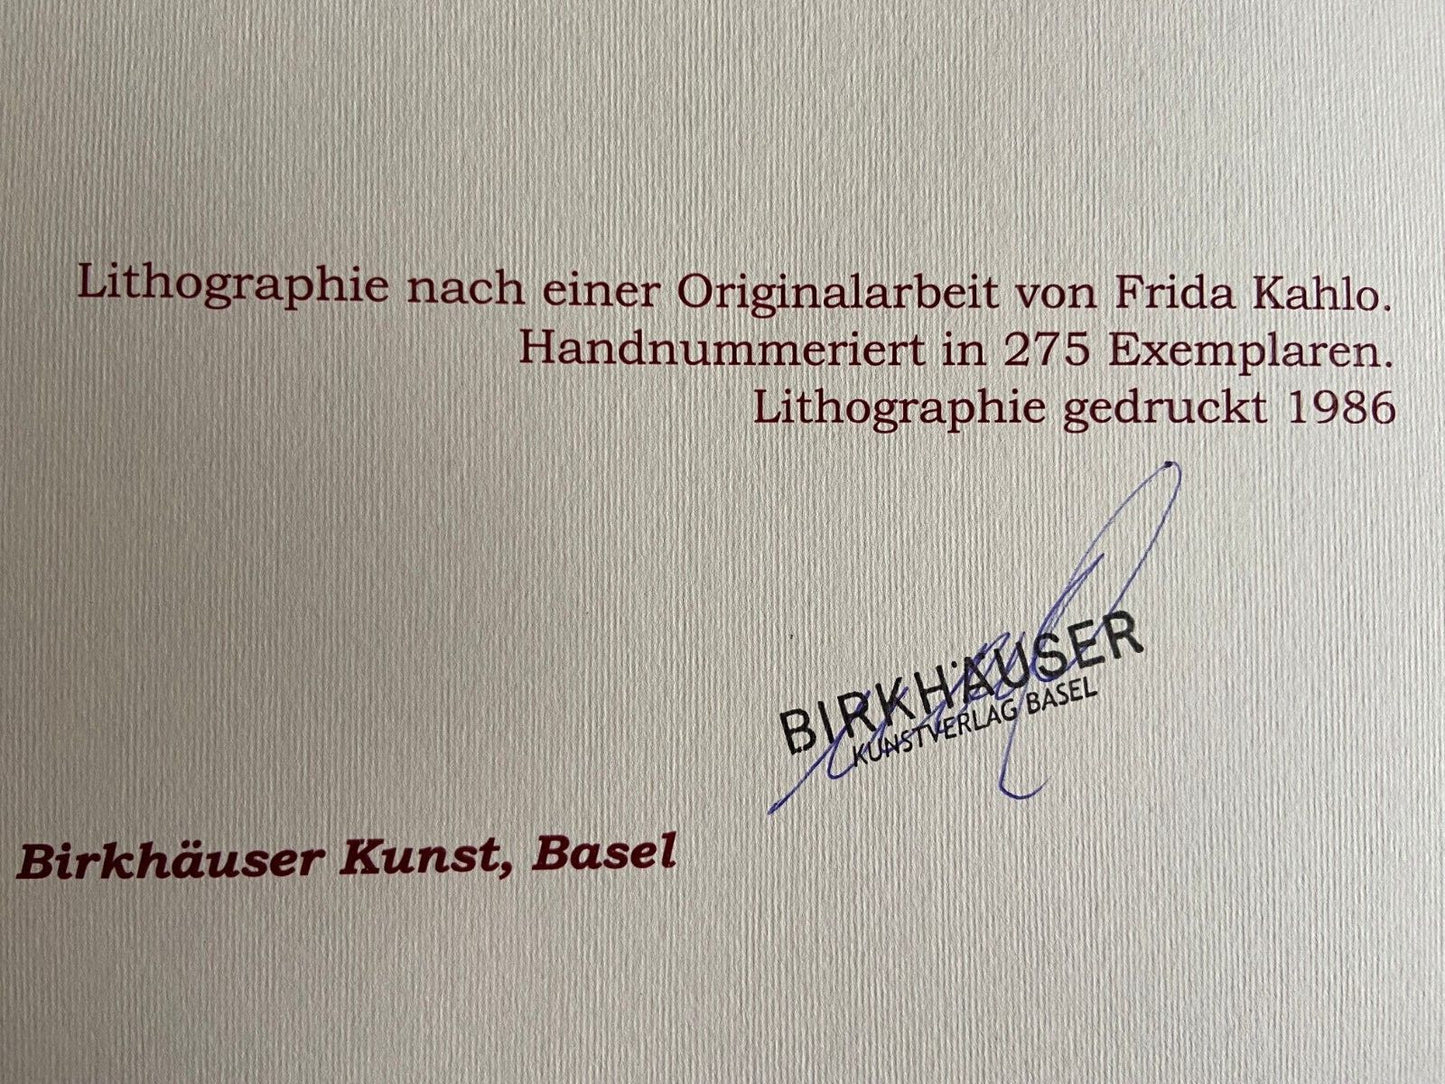 Lithographie nach einer Originalarbeit von Frida Kahlo.
Handnummeriert in 275 Exemplaren.
Lithographie gedruckt 1986
BIRKHÄUSER
KUNSTVERLAG BASEL
Birkhäuser Kunst, Basel